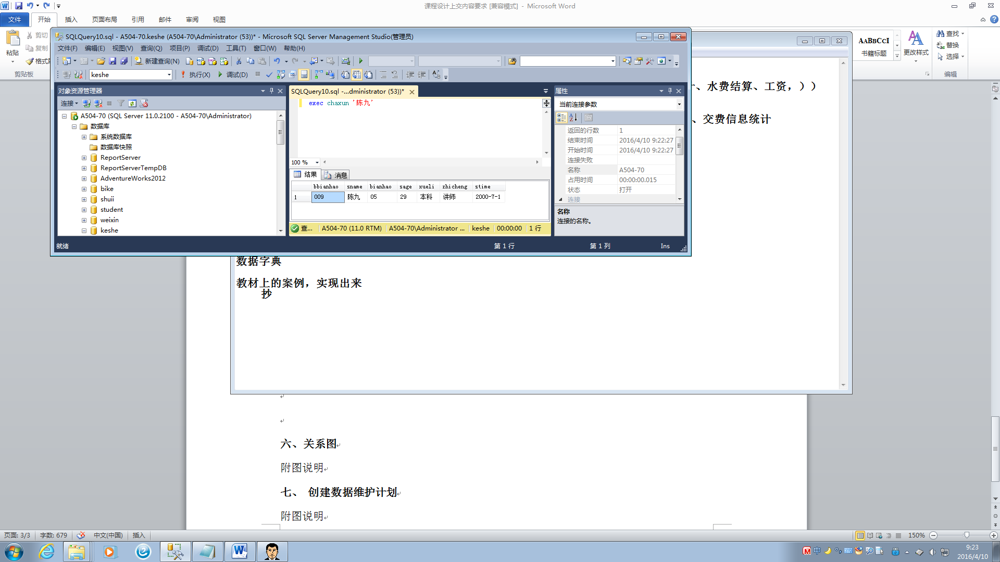 课程设计上交内容要求 [兼容模式] - Microsoft Word
文件 开始 插入 页面布局 引用 邮件 审阅 视图
粘贴 剪切
复制
格式
剪贴板
AABBCCI
书籍标题
更改样式
查找
替换
选择
编辑
SQLQuery10.sql - A504-70.keshe (A504-70\Administrator (53))* - Microsoft SQL Server Management Studio(管理员)
文件(F) 编辑(E) 视图(V) 查询(Q) 项目(P) 调试(D) 工具(T) 窗口(W) 帮助(H)
新建查询(N)
keshe 执行(X) 调试(D)
对象资源管理器
连接
A504-70 (SQL Server 11.0.2100 - A504-70\Administrator)
数据库
系统数据库
数据库快照
ReportServer
ReportServerTempDB
AdventureWorks2012
bike
shuii
student
weixin
keshe
SQLQuery10.sql -...dministrator (53))*
exec chaxun '陈九'
100 %
结果 消息
bbianhao sname bianhao sage xueli zhicheng stime
1 009 陈九 05 29 本科 讲师 2000-7-1
查... A504-70 (11.0 RTM) A504-70\Administrator ... keshe 00:00:00 1 行
属性
当前连接参数
返回的行数 1
结束时间 2016/4/10 9:22:27
开始时间 2016/4/10 9:22:27
连接失败
名称 A504-70
占用时间 00:00:00.015
状态 打开
连接
名称
连接的名称。
就绪 第 1 行 第 1 列 Ins
、水费结算、工资，））
、交费信息统计
数据字典
教材上的案例，实现出来
抄
六、关系图
附图说明
七、 创建数据维护计划
附图说明
页面: 3/3 字数: 679 中文(中国) 插入 150%
中
9:23
2016/4/10